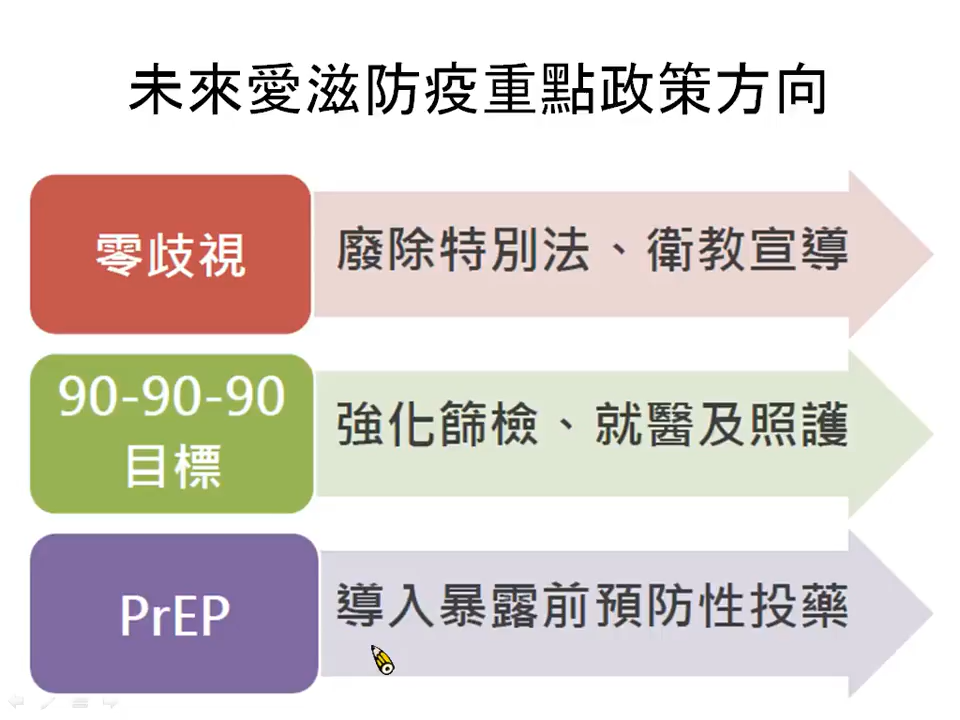 未來愛滋防疫重點政策方向
零歧視
廢除特別法、衛教宣導
90-90-90
目標
強化篩檢、就醫及照護
PrEP
導入暴露前預防性投藥